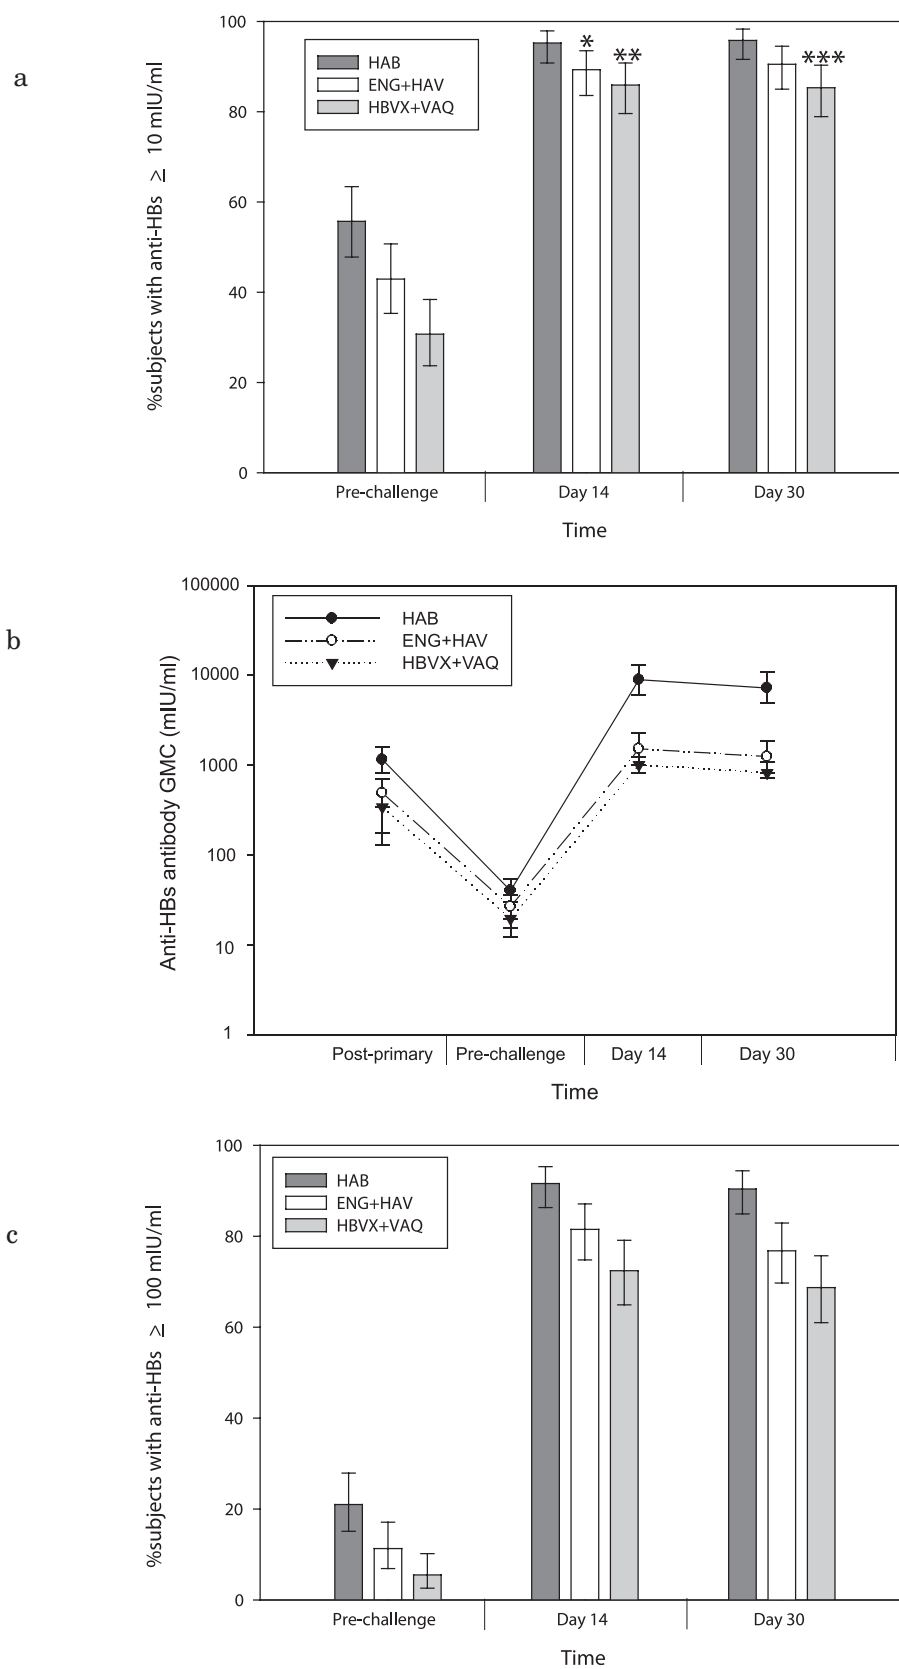 a
%subjects with anti-HBs ≥ 10 mIU/ml
100
80
60
40
20
0
HAB
ENG+HAV
HBVX+VAQ
*
**
***
Pre-challenge
Day 14
Day 30
Time
b
Anti-HBs antibody GMC (mIU/ml)
100000
10000
1000
100
10
1
HAB
ENG+HAV
HBVX+VAQ
Post-primary
Pre-challenge
Day 14
Day 30
Time
c
%subjects with anti-HBs ≥ 100 mIU/ml
100
80
60
40
20
0
HAB
ENG+HAV
HBVX+VAQ
Pre-challenge
Day 14
Day 30
Time